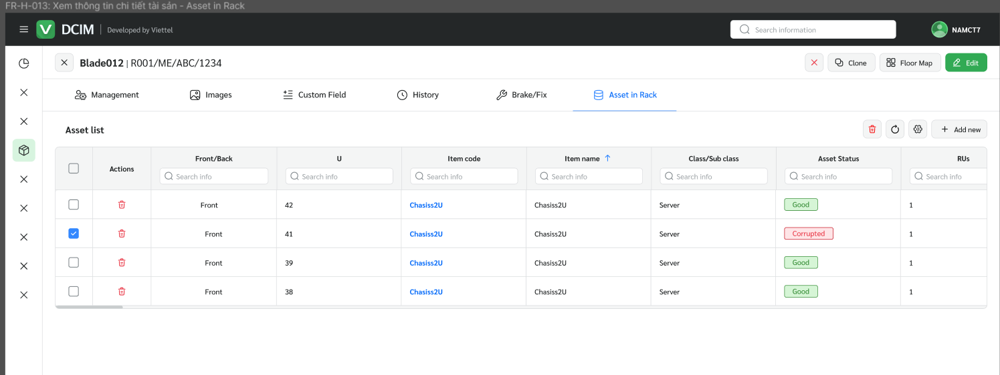 FR-H-013: Xem thông tin chi tiết tài sản - Asset in Rack
V DCIM | Developed by Viettel Search information NAMCT7
Blade012 | R001/ME/ABC/1234 Clone Floor Map Edit
Management Images Custom Field History Brake/Fix Asset in Rack
Asset list Add new
Actions Front/Back U Item code Item name Class/Sub class Asset Status RUs
Search info Search info Search info Search info Search info Search info Search info
Front 42 Chasiss2U Chasiss2U Server Good 1
Front 41 Chasiss2U Chasiss2U Server Corrupted 1
Front 39 Chasiss2U Chasiss2U Server Good 1
Front 38 Chasiss2U Chasiss2U Server Good 1